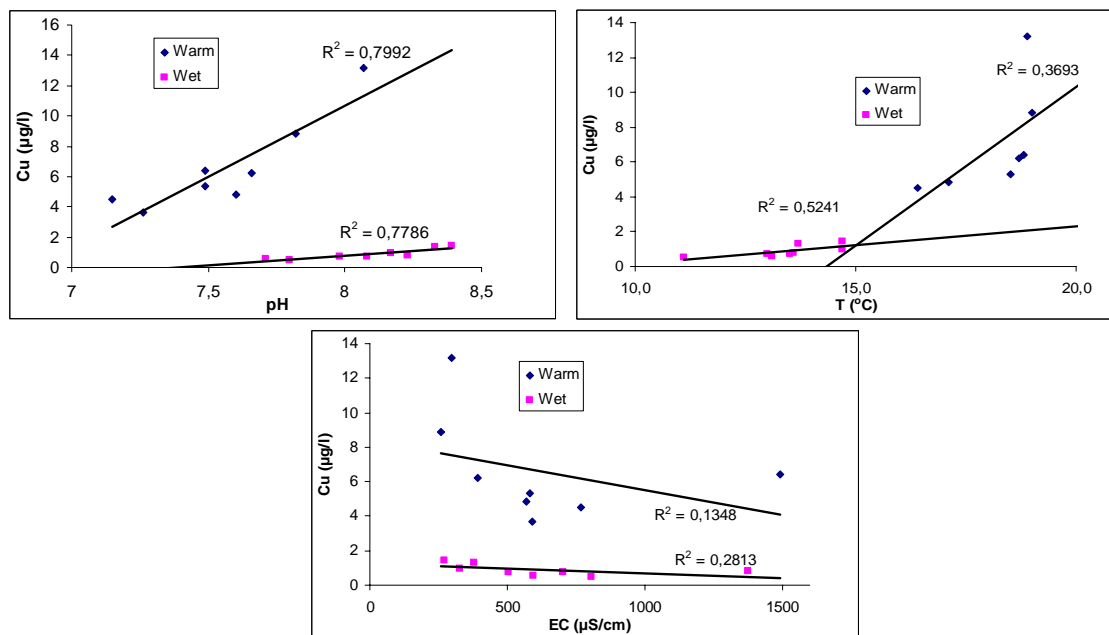 16
14
12
10
8
6
4
2
0
Cu (µg/l)
Warm
Wet
R² = 0,7992
R² = 0,7786
7
7,5
8
8,5
pH
14
12
10
8
6
4
2
0
Cu (µg/l)
Warm
Wet
R² = 0,3693
R² = 0,5241
10,0
15,0
20,0
T (°C)
14
12
10
8
6
4
2
0
Cu (µg/l)
Warm
Wet
R² = 0,1348
R² = 0,2813
0
500
1000
1500
EC (µS/cm)